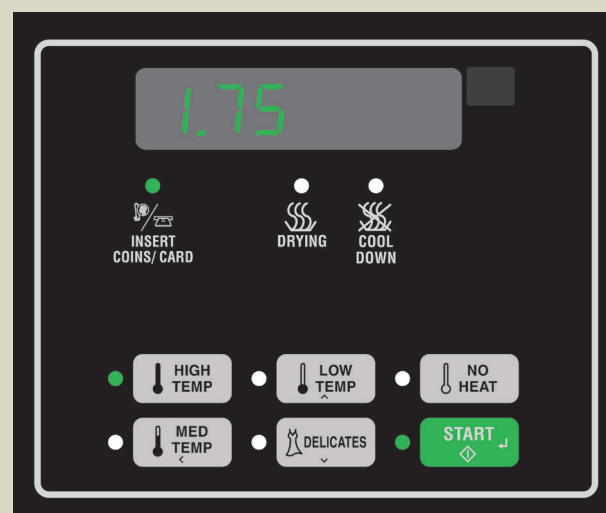 1.75
INSERT
COINS/ CARD
DRYING
COOL
DOWN
HIGH
TEMP
LOW
TEMP
NO
HEAT
MED
TEMP
DELICATES
START